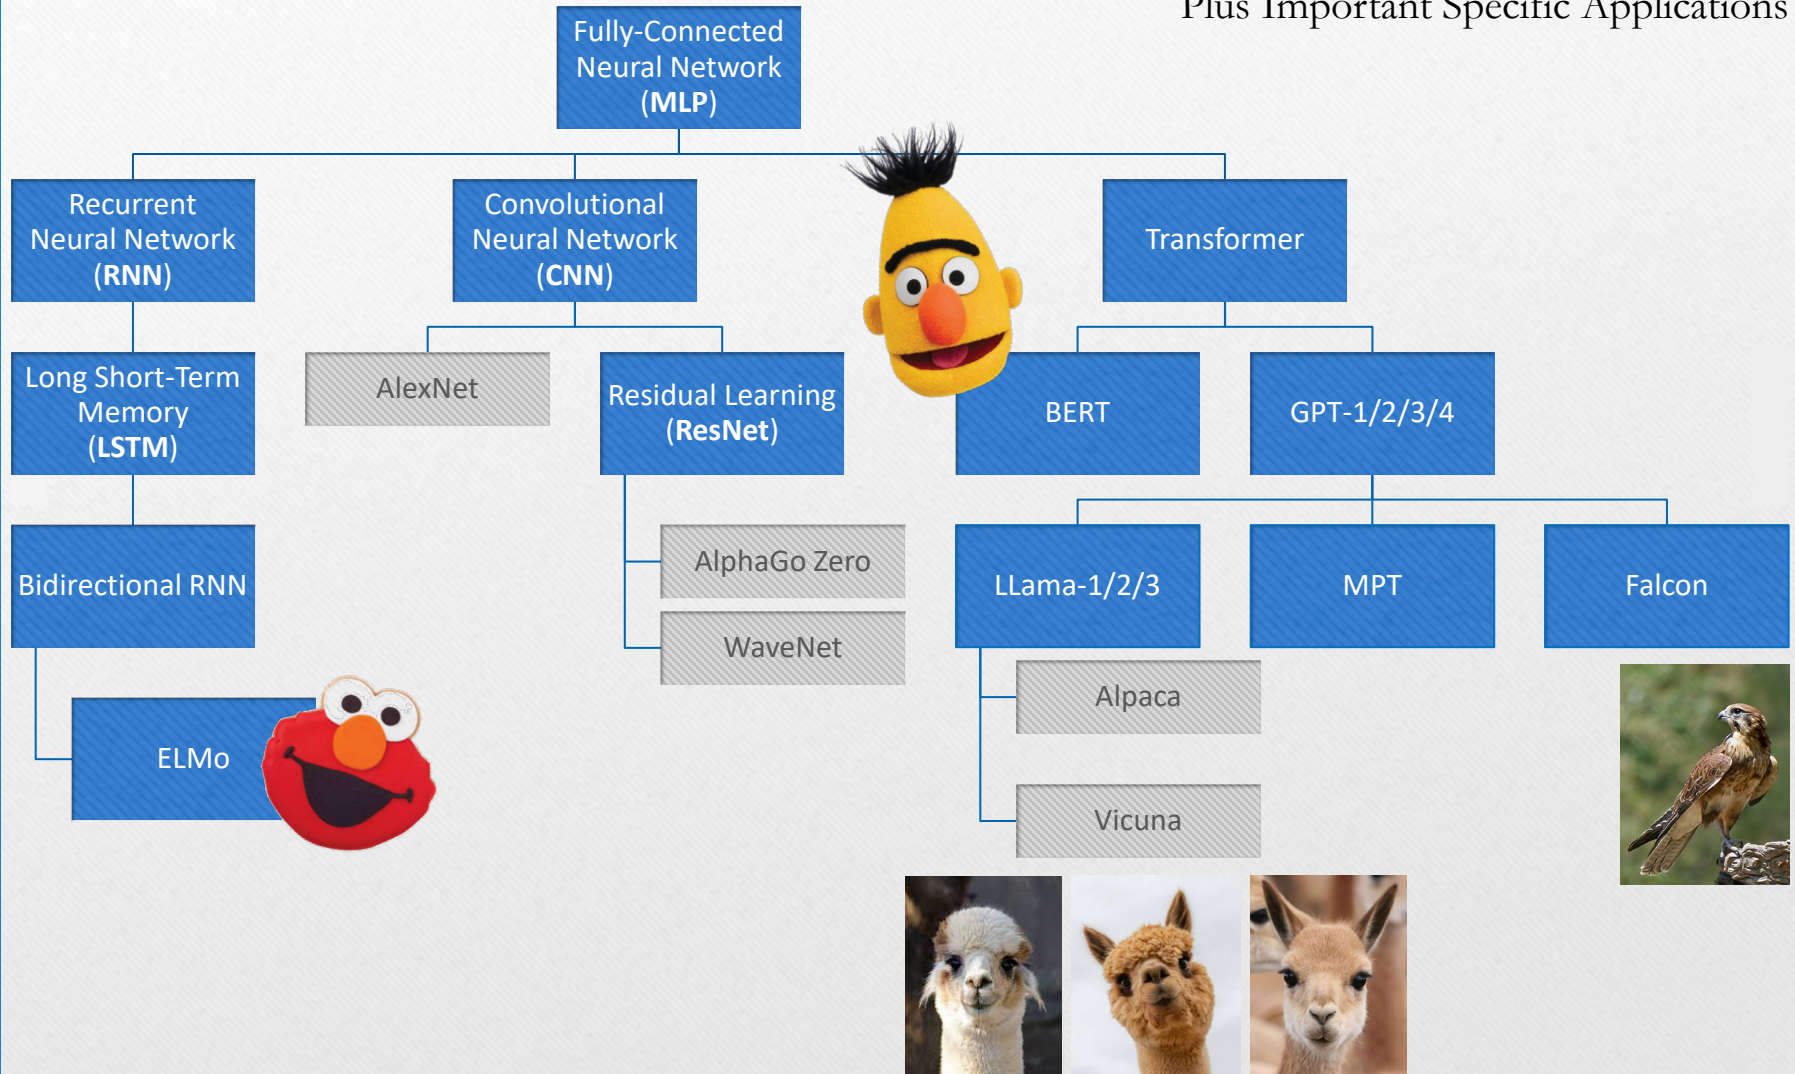 Plus Important Specific Applications
Fully-Connected
Neural Network
(MLP)
Recurrent
Neural Network
(RNN)
Convolutional
Neural Network
(CNN)
Transformer
Long Short-Term
Memory
(LSTM)
AlexNet
Residual Learning
(ResNet)
BERT
GPT-1/2/3/4
Bidirectional RNN
AlphaGo Zero
WaveNet
LLama-1/2/3
MPT
Falcon
ELMo
Alpaca
Vicuna